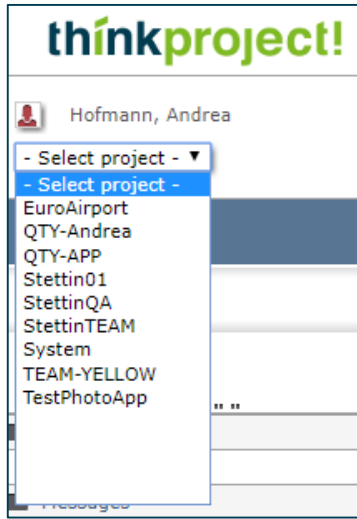 thinkproject!
Hofmann, Andrea
- Select project -
- Select project -
EuroAirport
QTY-Andrea
QTY-APP
Stettin01
StettinQA
StettinTEAM
System
TEAM-YELLOW
TestPhotoApp
" "
Messages